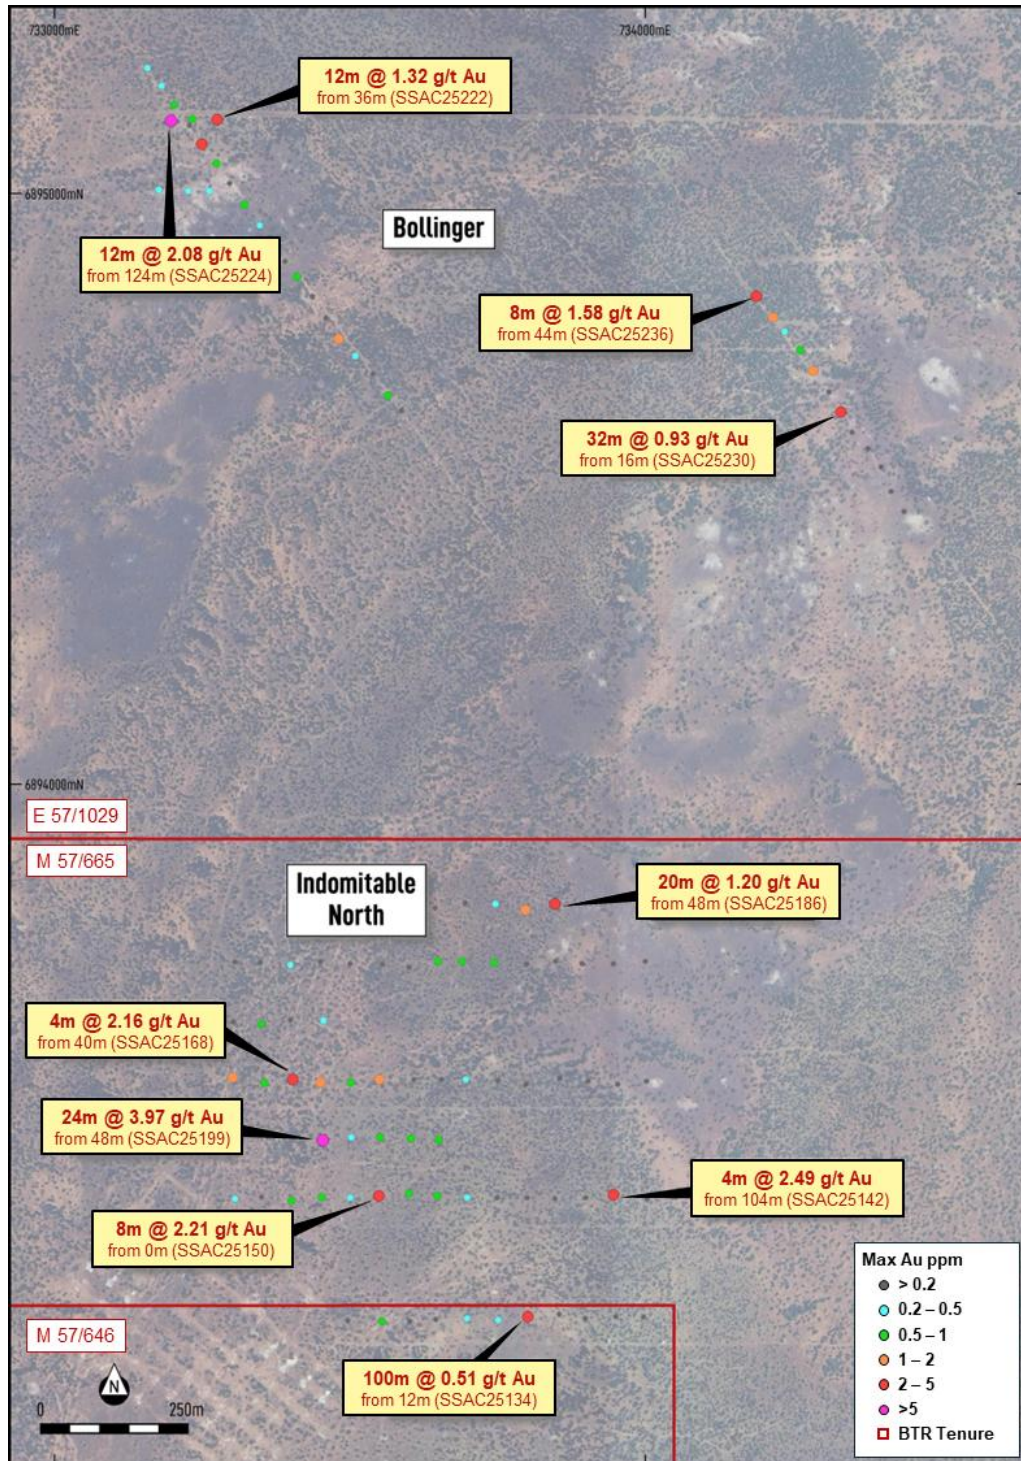 733000mE
734000mE
12m @ 1.32 g/t Au
from 36m (SSAC25222)
6895000mN
Bollinger
12m @ 2.08 g/t Au
from 124m (SSAC25224)
8m @ 1.58 g/t Au
from 44m (SSAC25236)
32m @ 0.93 g/t Au
from 16m (SSAC25230)
6894000mN
E 57/1029
M 57/665
Indomitable
North
20m @ 1.20 g/t Au
from 48m (SSAC25186)
4m @ 2.16 g/t Au
from 40m (SSAC25168)
24m @ 3.97 g/t Au
from 48m (SSAC25199)
4m @ 2.49 g/t Au
from 104m (SSAC25142)
8m @ 2.21 g/t Au
from 0m (SSAC25150)
M 57/646
100m @ 0.51 g/t Au
from 12m (SSAC25134)
N
0 250m
Max Au ppm
> 0.2
0.2 – 0.5
0.5 – 1
1 – 2
2 – 5
>5
BTR Tenure